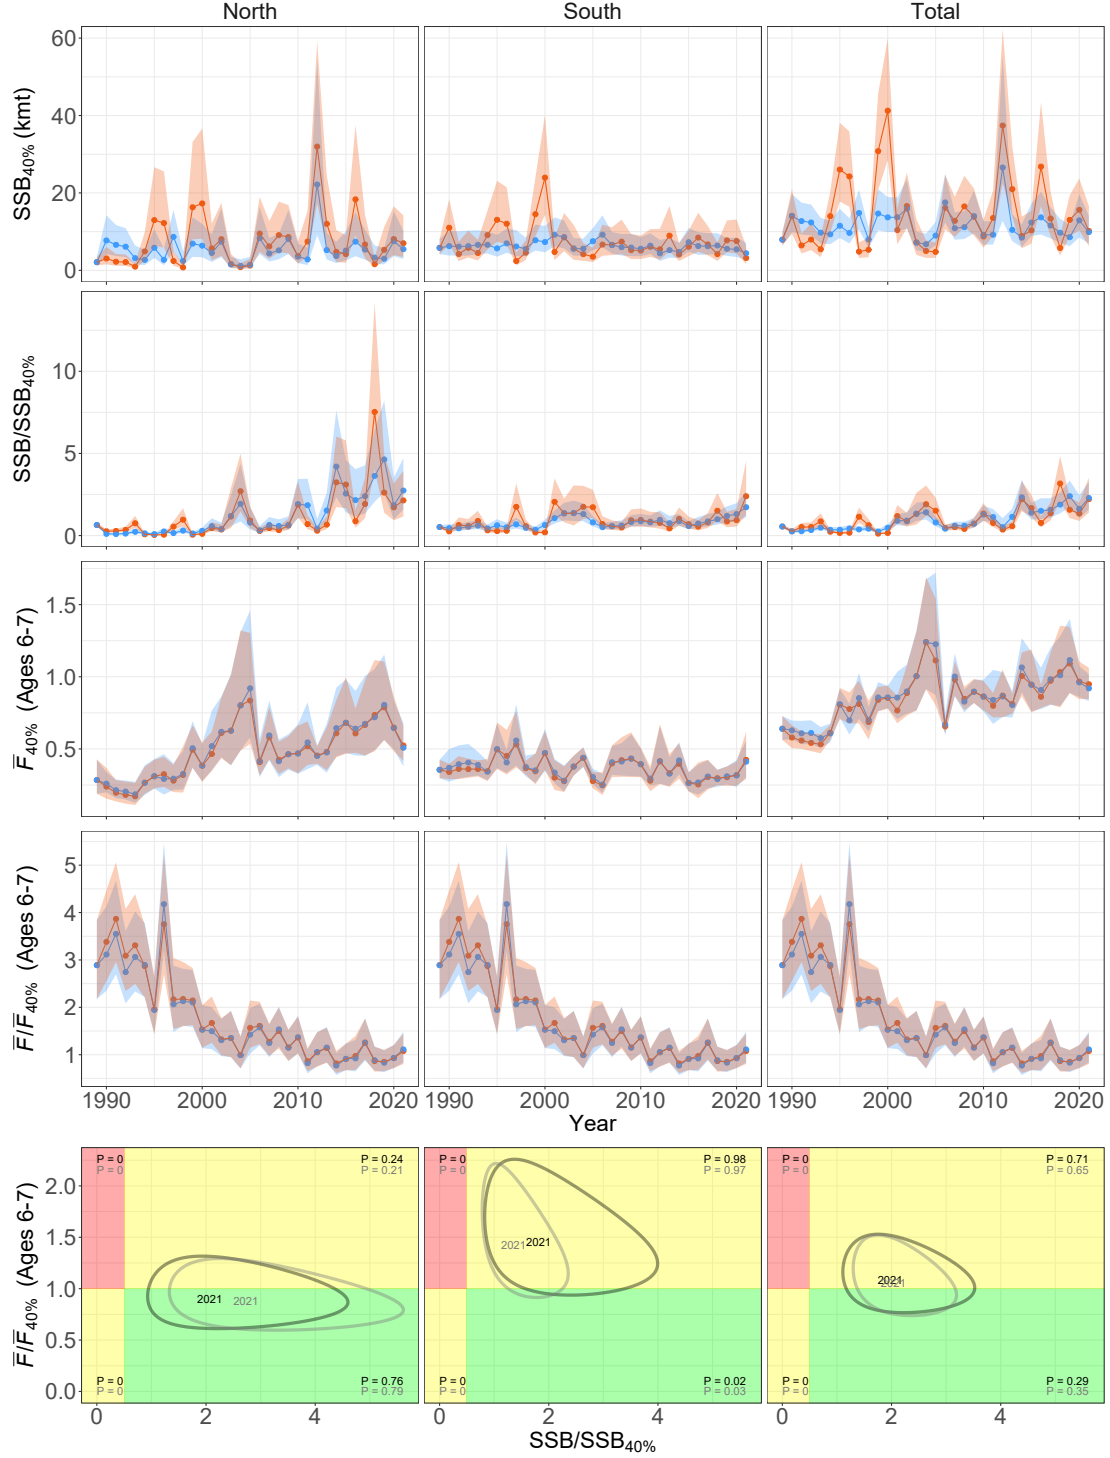 North South Total
SSB40% (kmt)
60
40
20
0
SSB/SSB40%
10
5
0
F̅40% (Ages 6-7)
1.5
1.0
0.5
F̅/F̅40% (Ages 6-7)
5
4
3
2
1
1990 2000 2010 2020 1990 2000 2010 2020 1990 2000 2010 2020
Year
F̅/F̅40% (Ages 6-7)
2.0
1.5
1.0
0.5
0.0
P = 0 P = 0.24 P = 0 P = 0.98 P = 0 P = 0.71
P = 0 P = 0.21 P = 0 P = 0.97 P = 0 P = 0.65
2021 2021 2021 2021 2021 2021
P = 0 P = 0.76 P = 0 P = 0.02 P = 0 P = 0.29
P = 0 P = 0.79 P = 0 P = 0.03 P = 0 P = 0.35
0 2 4 0 2 4 0 2 4
SSB/SSB40%